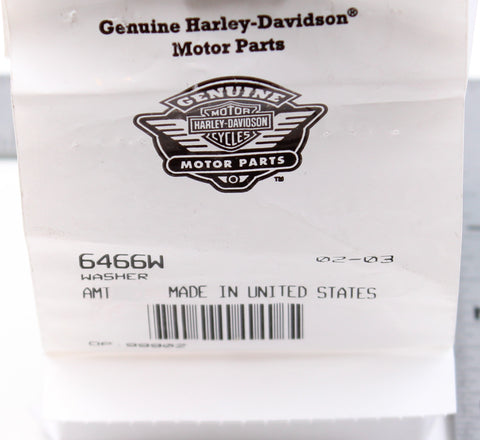 Genuine Harley-Davidson®
Motor Parts
GENUINE
MOTOR
HARLEY-DAVIDSON
CYCLES
MOTOR PARTS
TM
6466W 02-03
WASHER
AMT MADE IN UNITED STATES